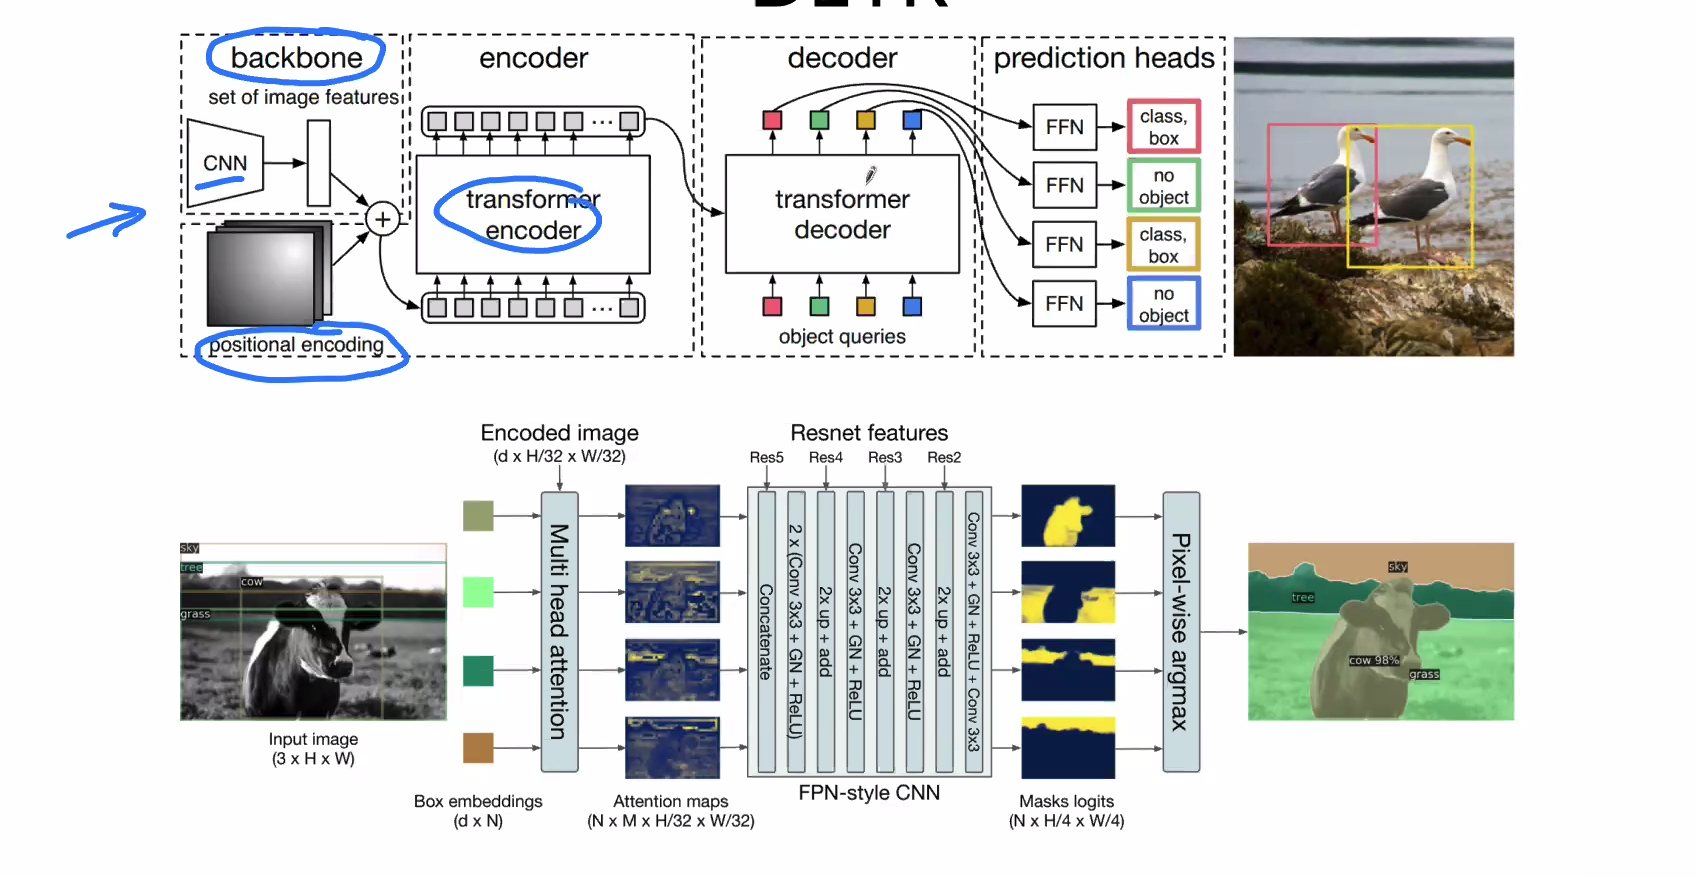 DETR
backbone
encoder
decoder
prediction heads
set of image features
CNN
+
positional encoding
...
transformer
encoder
...
transformer
decoder
object queries
FFN
class,
box
FFN
no
object
FFN
class,
box
FFN
no
object
Encoded image
(d x H/32 x W/32)
Resnet features
Res5
Res4
Res3
Res2
sky
tree
cow
grass
Input image
(3 x H x W)
Box embeddings
(d x N)
Multi head attention
Attention maps
(N x M x H/32 x W/32)
Concatenate
2 x (Conv 3x3 + GN + ReLU)
2x up + add
Conv 3x3 + GN + ReLU
2x up + add
Conv 3x3 + GN + ReLU
2x up + add
Conv 3x3 + GN + ReLU + Conv 3x3
FPN-style CNN
Masks logits
(N x H/4 x W/4)
Pixel-wise argmax
sky
tree
cow 98%
grass